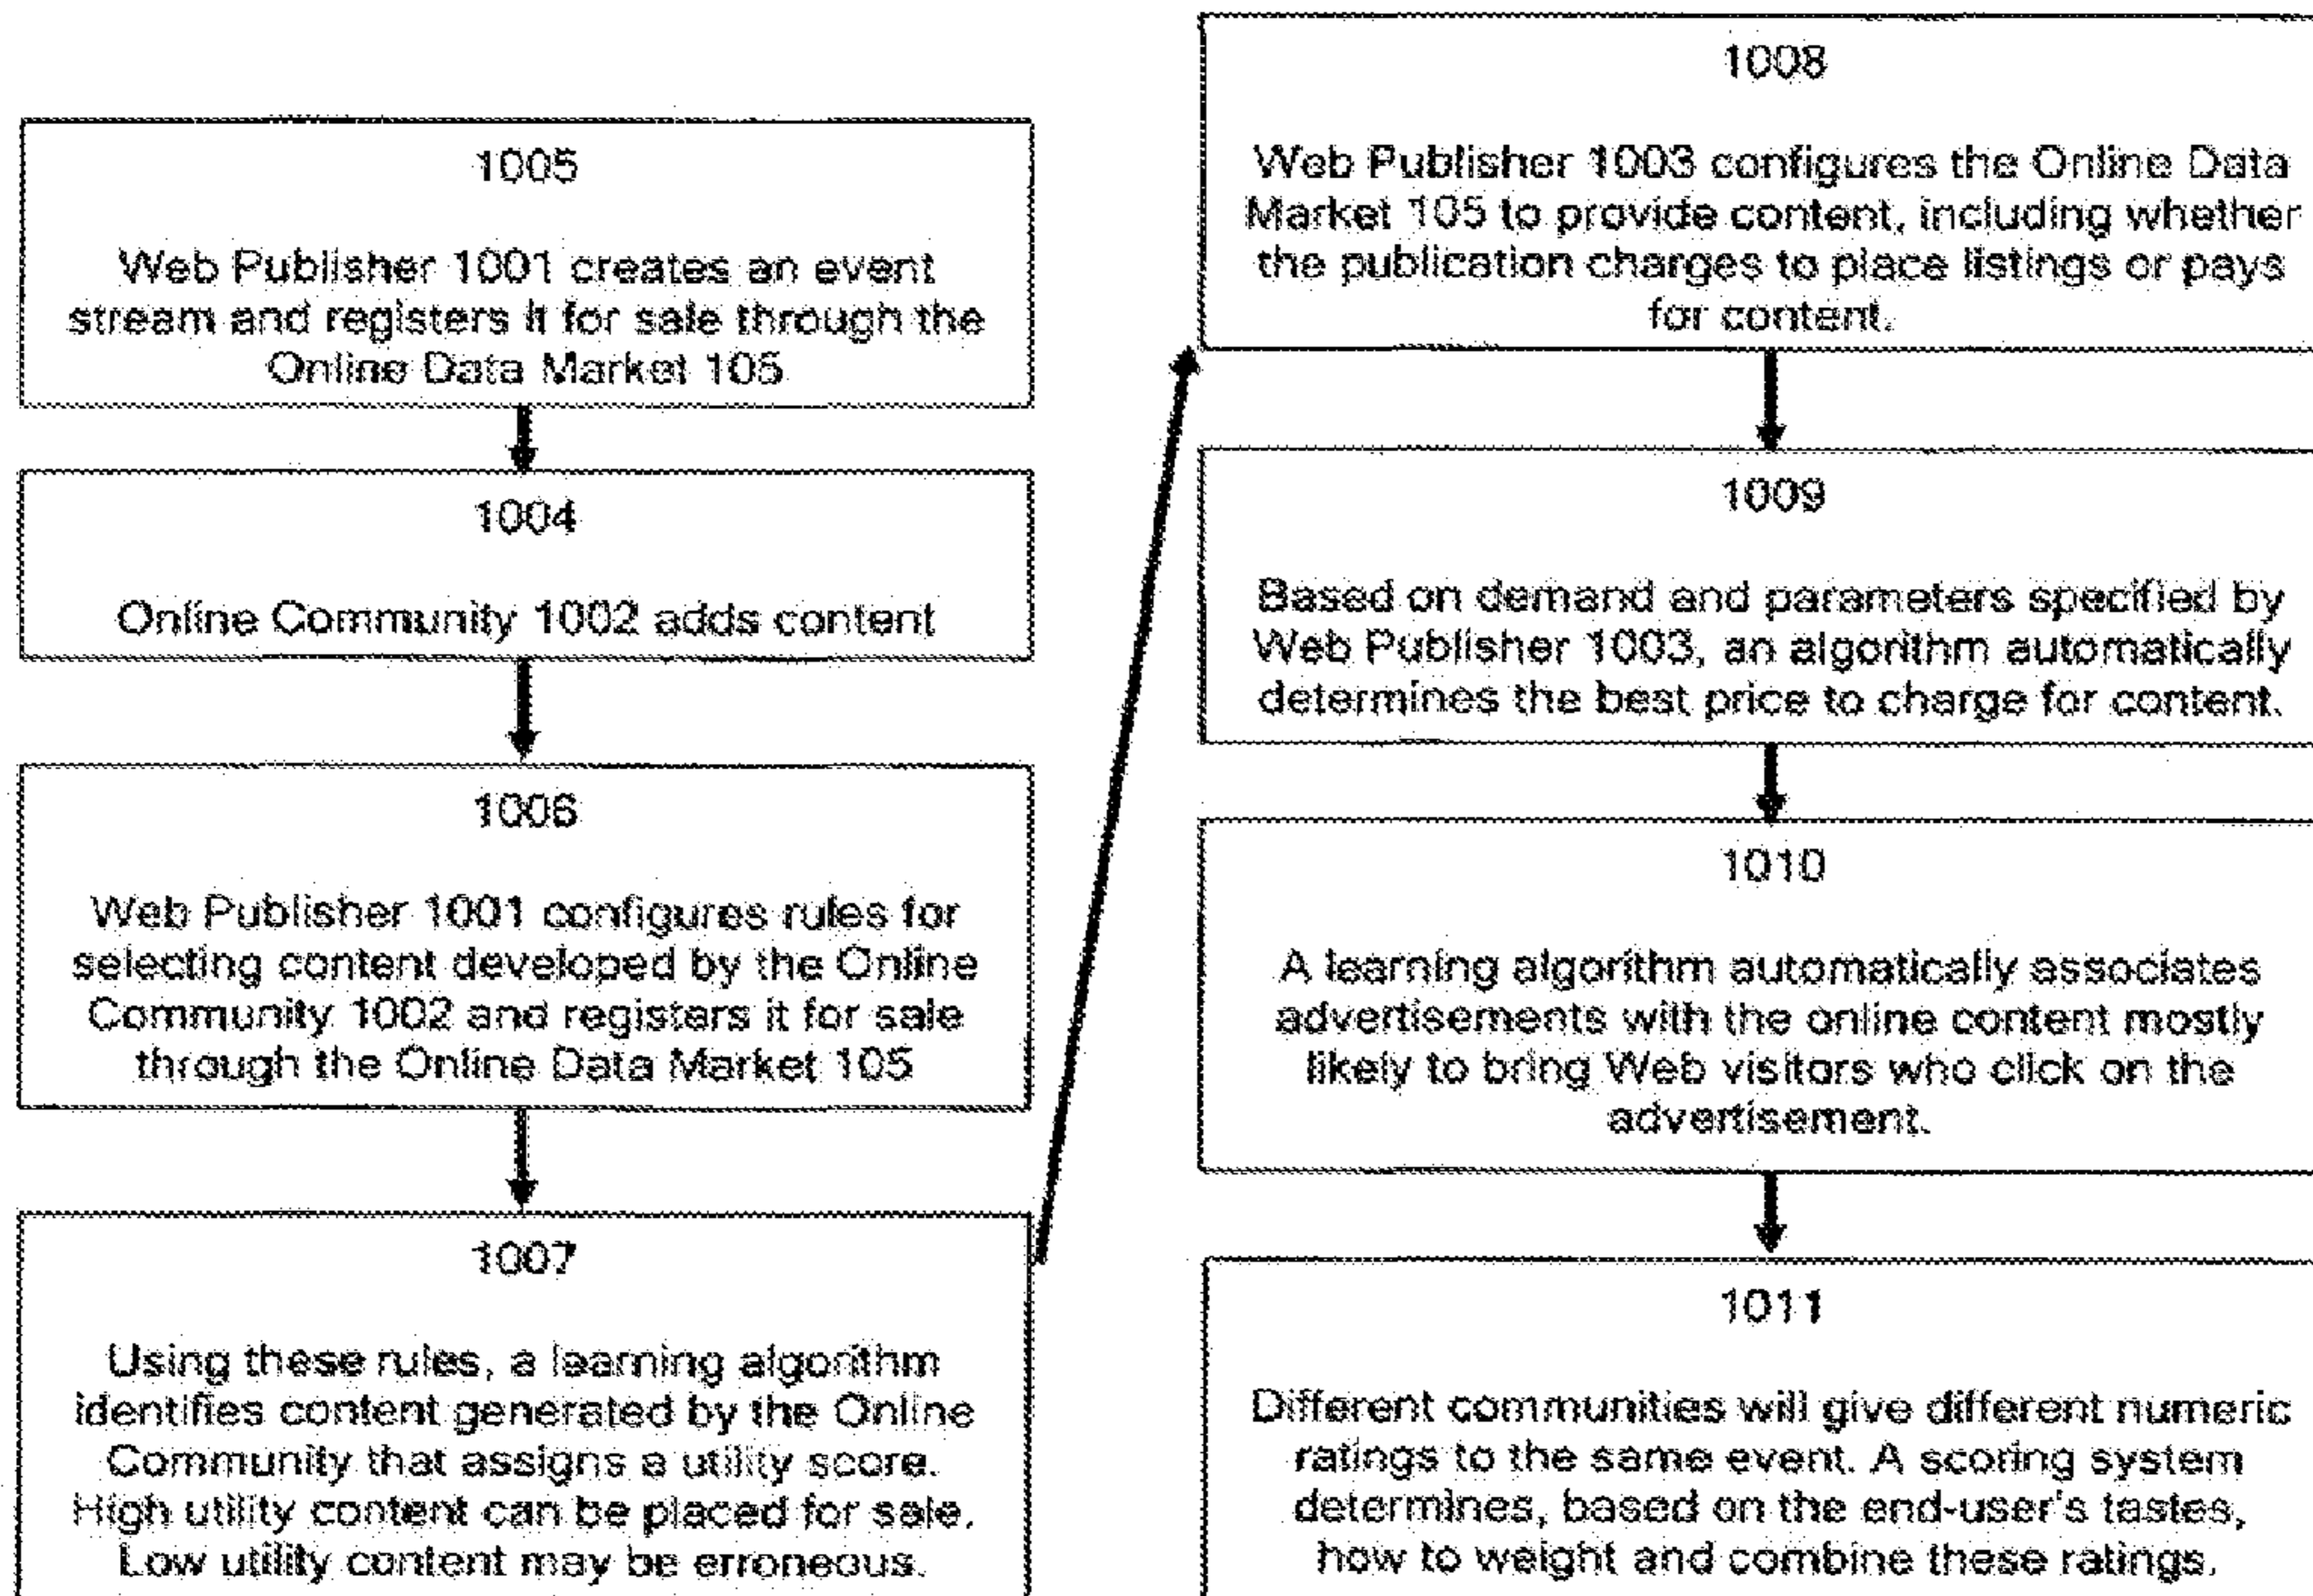 1005
Web Publisher 1001 creates an event
stream and registers it for sale through the
Online Data Market 105
1004
Online Community 1002 adds content
1006
Web Publisher 1001 configures rules for
selecting content developed by the Online
Community 1002 and registers it for sale
through the Online Data Market 105
1007
Using these rules, a learning algorithm
identifies content generated by the Online
Community that assigns a utility score.
High utility content can be placed for sale.
Low utility content may be erroneous.
1008
Web Publisher 1003 configures the Online Data
Market 105 to provide content, including whether
the publication charges to place listings or pays
for content.
1009
Based on demand and parameters specified by
Web Publisher 1003, an algorithm automatically
determines the best price to charge for content.
1010
A learning algorithm automatically associates
advertisements with the online content mostly
likely to bring Web visitors who click on the
advertisement.
1011
Different communities will give different numeric
ratings to the same event. A scoring system
determines, based on the end-user's tastes,
how to weight and combine these ratings.